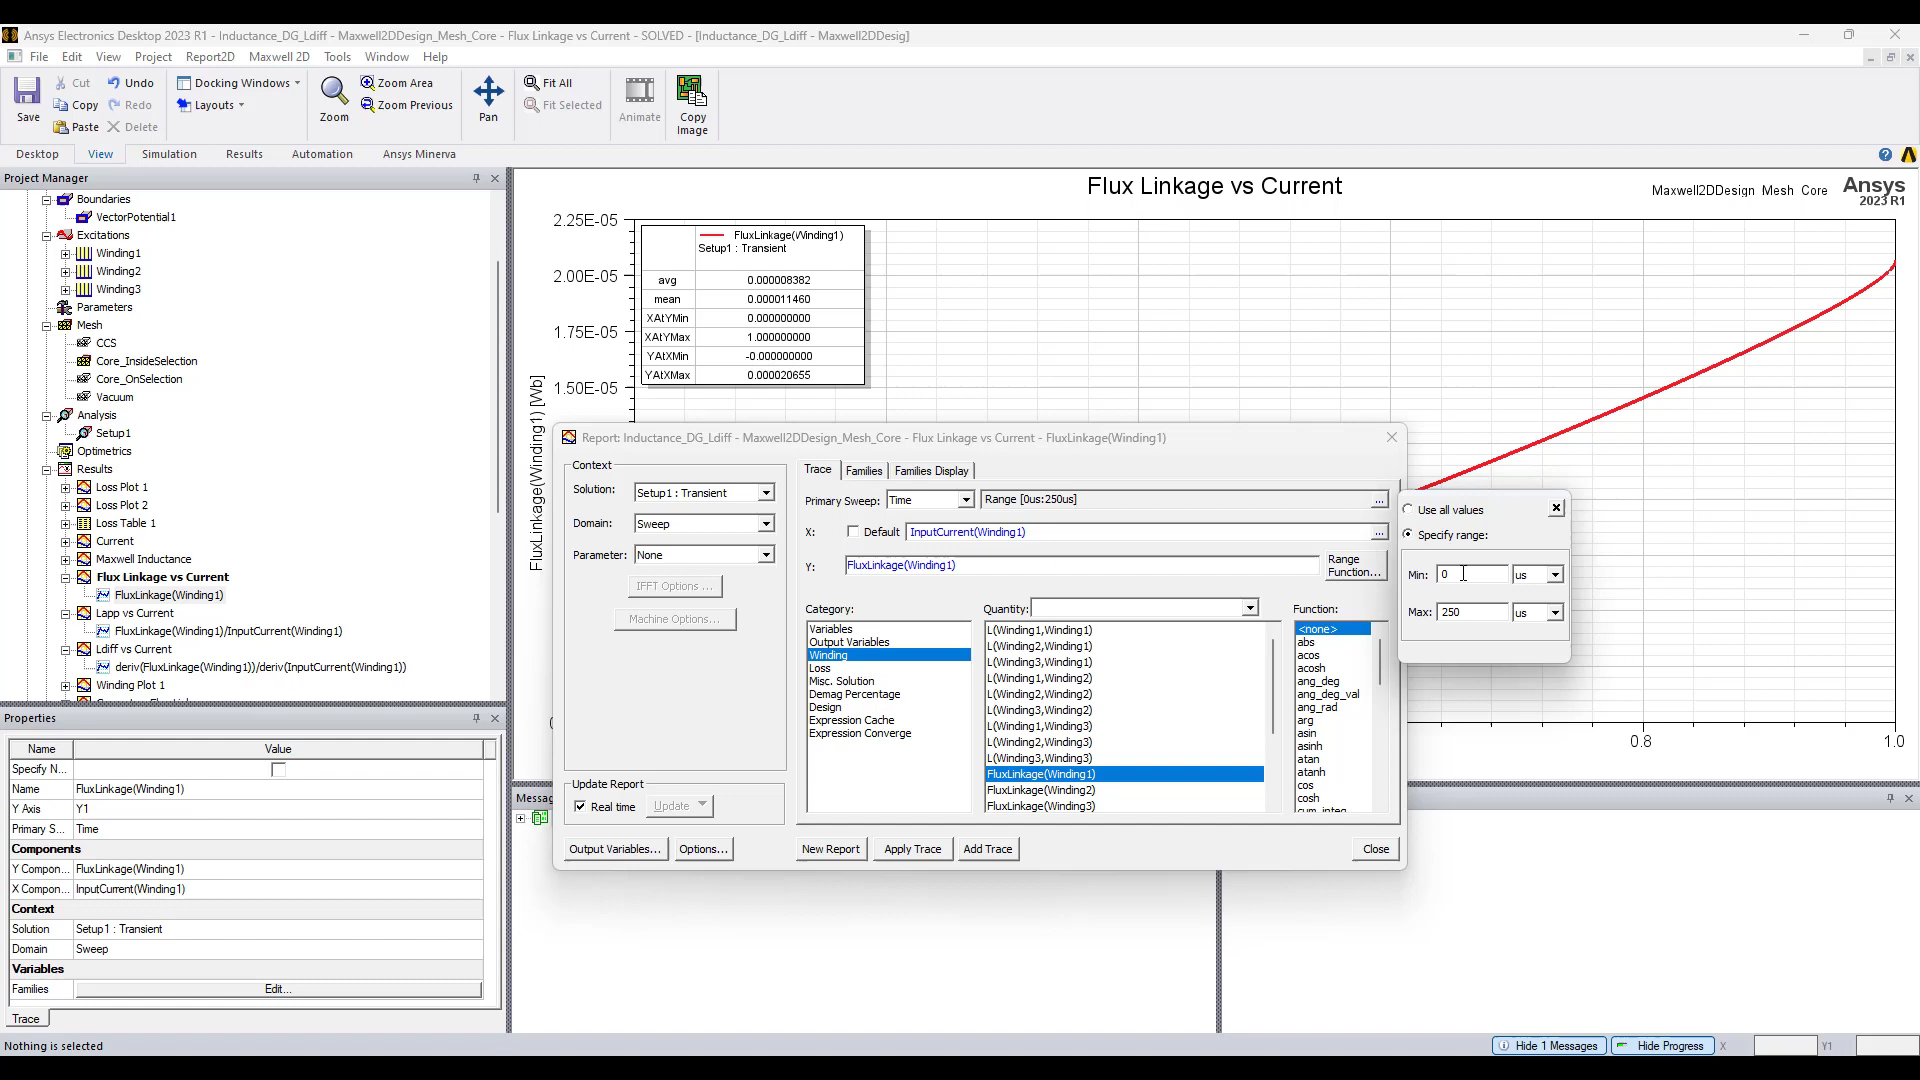 Ansys Electronics Desktop 2023 R1 - Inductance_DG_Ldiff - Maxwell2DDesign_Mesh_Core - Flux Linkage vs Current - SOLVED - [Inductance_DG_Ldiff - Maxwell2DDesig]
File Edit View Project Report2D Maxwell 2D Tools Window Help
Save Cut Copy Paste Undo Redo Delete
Docking Windows Layouts
Zoom Zoom Area Zoom Previous
Pan Fit All Fit Selected
Animate Copy Image
Desktop View Simulation Results Automation Ansys Minerva
Project Manager
Boundaries
VectorPotential1
Excitations
Winding1
Winding2
Winding3
Parameters
Mesh
CCS
Core_InsideSelection
Core_OnSelection
Vacuum
Analysis
Setup1
Optimetrics
Results
Loss Plot 1
Loss Plot 2
Loss Table 1
Current
Maxwell Inductance
Flux Linkage vs Current
FluxLinkage(Winding1)
Lapp vs Current
FluxLinkage(Winding1)/InputCurrent(Winding1)
Ldiff vs Current
deriv(FluxLinkage(Winding1))/deriv(InputCurrent(Winding1))
Winding Plot 1
Properties
Name Value
Specify N...
Name FluxLinkage(Winding1)
Y Axis Y1
Primary S... Time
Components
Y Compon... FluxLinkage(Winding1)
X Compon... InputCurrent(Winding1)
Context
Solution Setup1 : Transient
Domain Sweep
Variables
Families Edit...
Trace
Nothing is selected
Flux Linkage vs Current
Maxwell2DDesign Mesh Core
Ansys
2023 R1
2.25E-05
2.00E-05
1.75E-05
1.50E-05
FluxLinkage(Winding1) [Wb]
FluxLinkage(Winding1)
Setup1 : Transient
avg 0.000008382
mean 0.000011460
XAtYMin 0.000000000
XAtYMax 1.000000000
YAtXMin -0.000000000
YAtXMax 0.000020655
0.8 1.0
Report: Inductance_DG_Ldiff - Maxwell2DDesign_Mesh_Core - Flux Linkage vs Current - FluxLinkage(Winding1)
Context
Solution: Setup1 : Transient
Domain: Sweep
Parameter: None
IFFT Options ...
Machine Options...
Update Report
Real time Update
Output Variables... Options...
Trace Families Families Display
Primary Sweep: Time Range [0us:250us] ...
X: Default InputCurrent(Winding1) ...
Y: FluxLinkage(Winding1) Range Function...
Category:
Variables
Output Variables
Winding
Loss
Misc. Solution
Demag Percentage
Design
Expression Cache
Expression Converge
Quantity:
L(Winding1,Winding1)
L(Winding2,Winding1)
L(Winding3,Winding1)
L(Winding1,Winding2)
L(Winding2,Winding2)
L(Winding3,Winding2)
L(Winding1,Winding3)
L(Winding2,Winding3)
L(Winding3,Winding3)
FluxLinkage(Winding1)
FluxLinkage(Winding2)
FluxLinkage(Winding3)
Function:
<none>
abs
acos
acosh
ang_deg
ang_deg_val
ang_rad
arg
asin
asinh
atan
atanh
cos
cosh
New Report Apply Trace Add Trace Close
Use all values
Specify range:
Min: 0 us
Max: 250 us
Hide 1 Messages Hide Progress X Y1